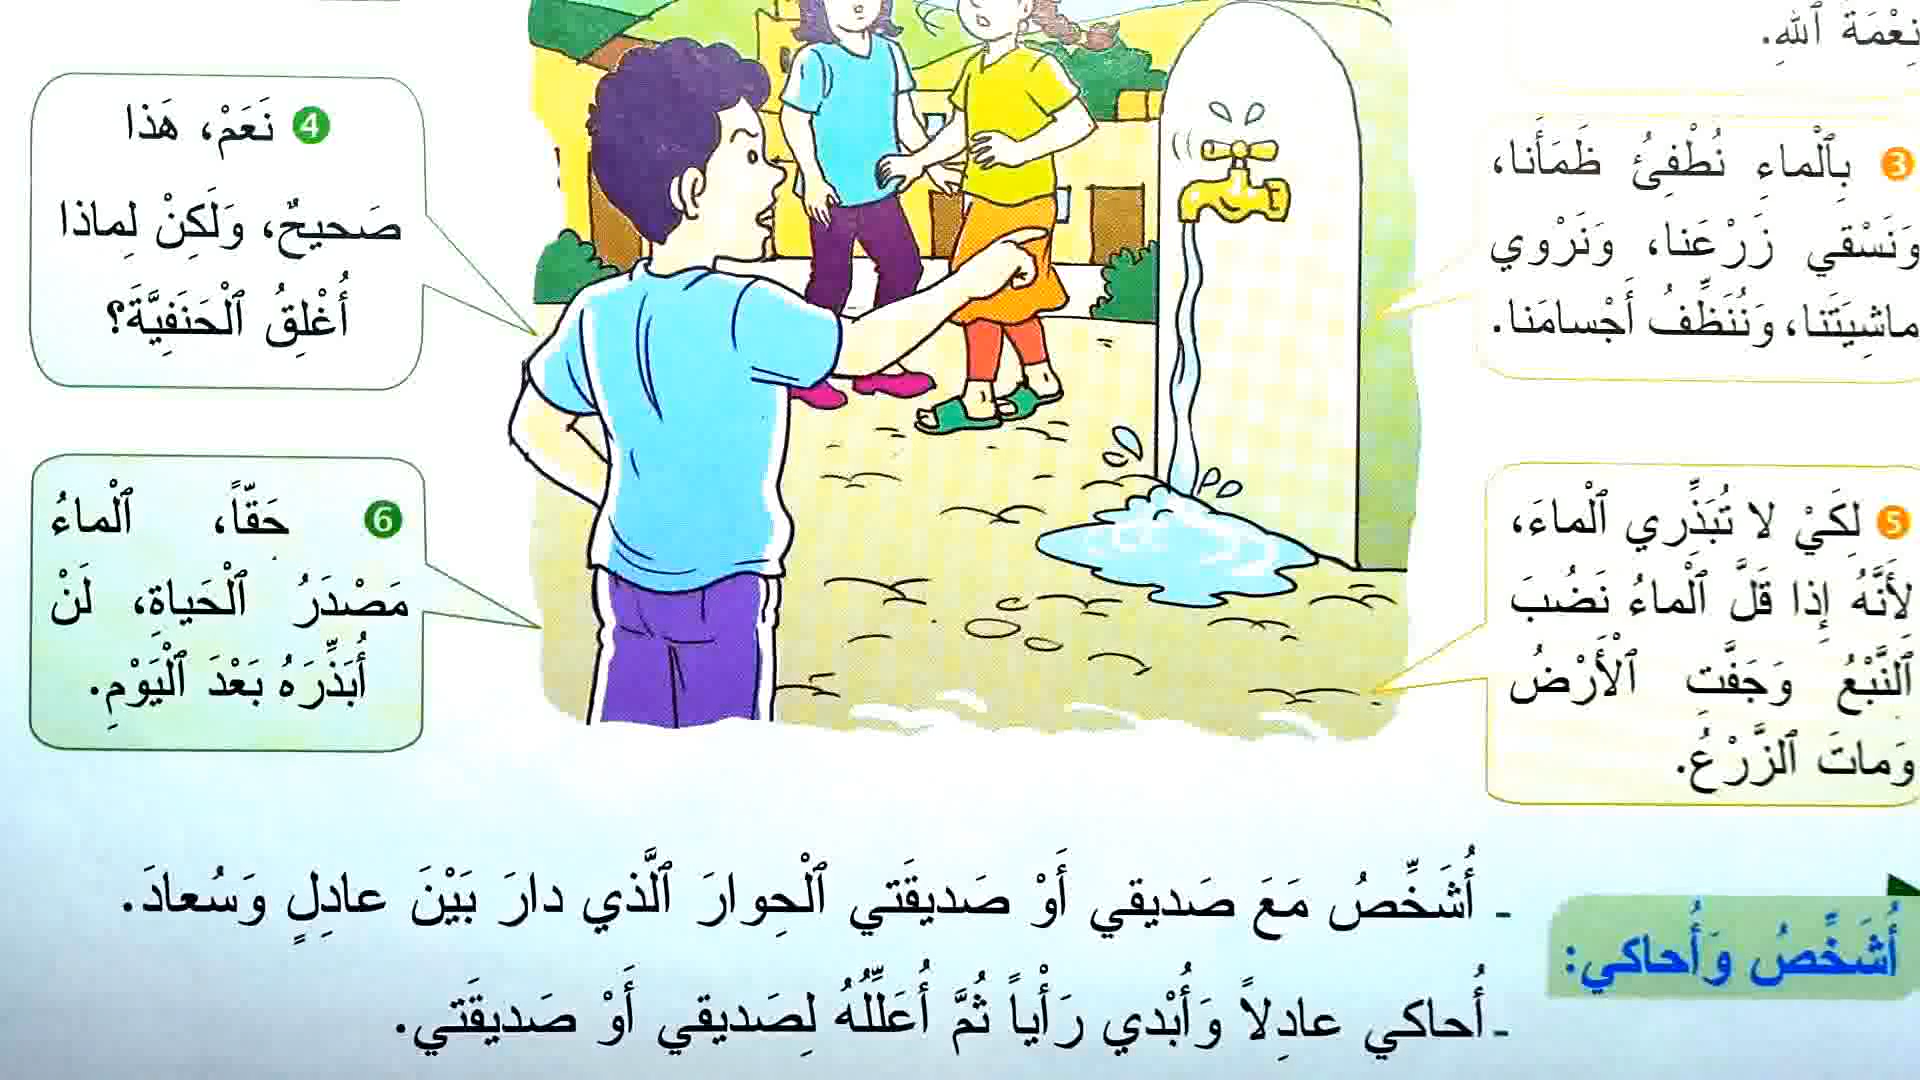 نِعْمَةَ ٱللهِ.
3 بِٱلْماءِ نُطْفِئُ ظَمَأَنا،
وَنَسْقي زَرْعَنا، وَنَرْوي
ماشِيَتَنا، وَنُنَظِّفُ أَجْسامَنا.
4 نَعَمْ، هَذا
صَحيحٌ، وَلَكِنْ لِماذا
أُغْلِقُ ٱلْحَنَفِيَّةَ؟
5 لِكَيْ لا تُبَذِّري ٱلْماءَ،
لأَنَّهُ إِذا قَلَّ ٱلْماءُ نَضُبَ
ٱلنَّبْعُ وَجَفَّتِ ٱلْأَرْضُ
وَماتَ ٱلزَّرْعُ.
6 حَقّاً، ٱلْماءُ
مَصْدَرُ ٱلْحَياةِ، لَنْ
أُبَذِّرَهُ بَعْدَ ٱلْيَوْمِ.
أُشَخِّصُ وَأُحاكي:
- أُشَخِّصُ مَعَ صَديقي أَوْ صَديقَتي ٱلْحِوارَ ٱلَّذي دارَ بَيْنَ عادِلٍ وَسُعادَ.
- أُحاكي عادِلاً وَأُبْدي رَأْياً ثُمَّ أُعَلِّلُهُ لِصَديقي أَوْ صَديقَتي.